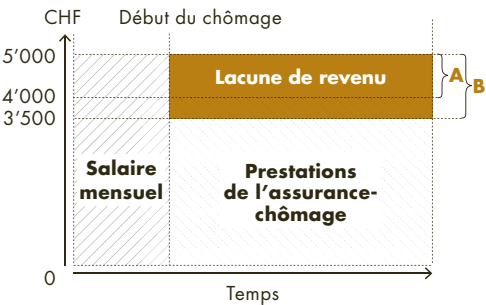 CHF
Début du chômage
5'000
4'000
3'500
0
Lacune de revenu
A
B
Salaire
mensuel
Prestations
de l'assurance-
chômage
Temps